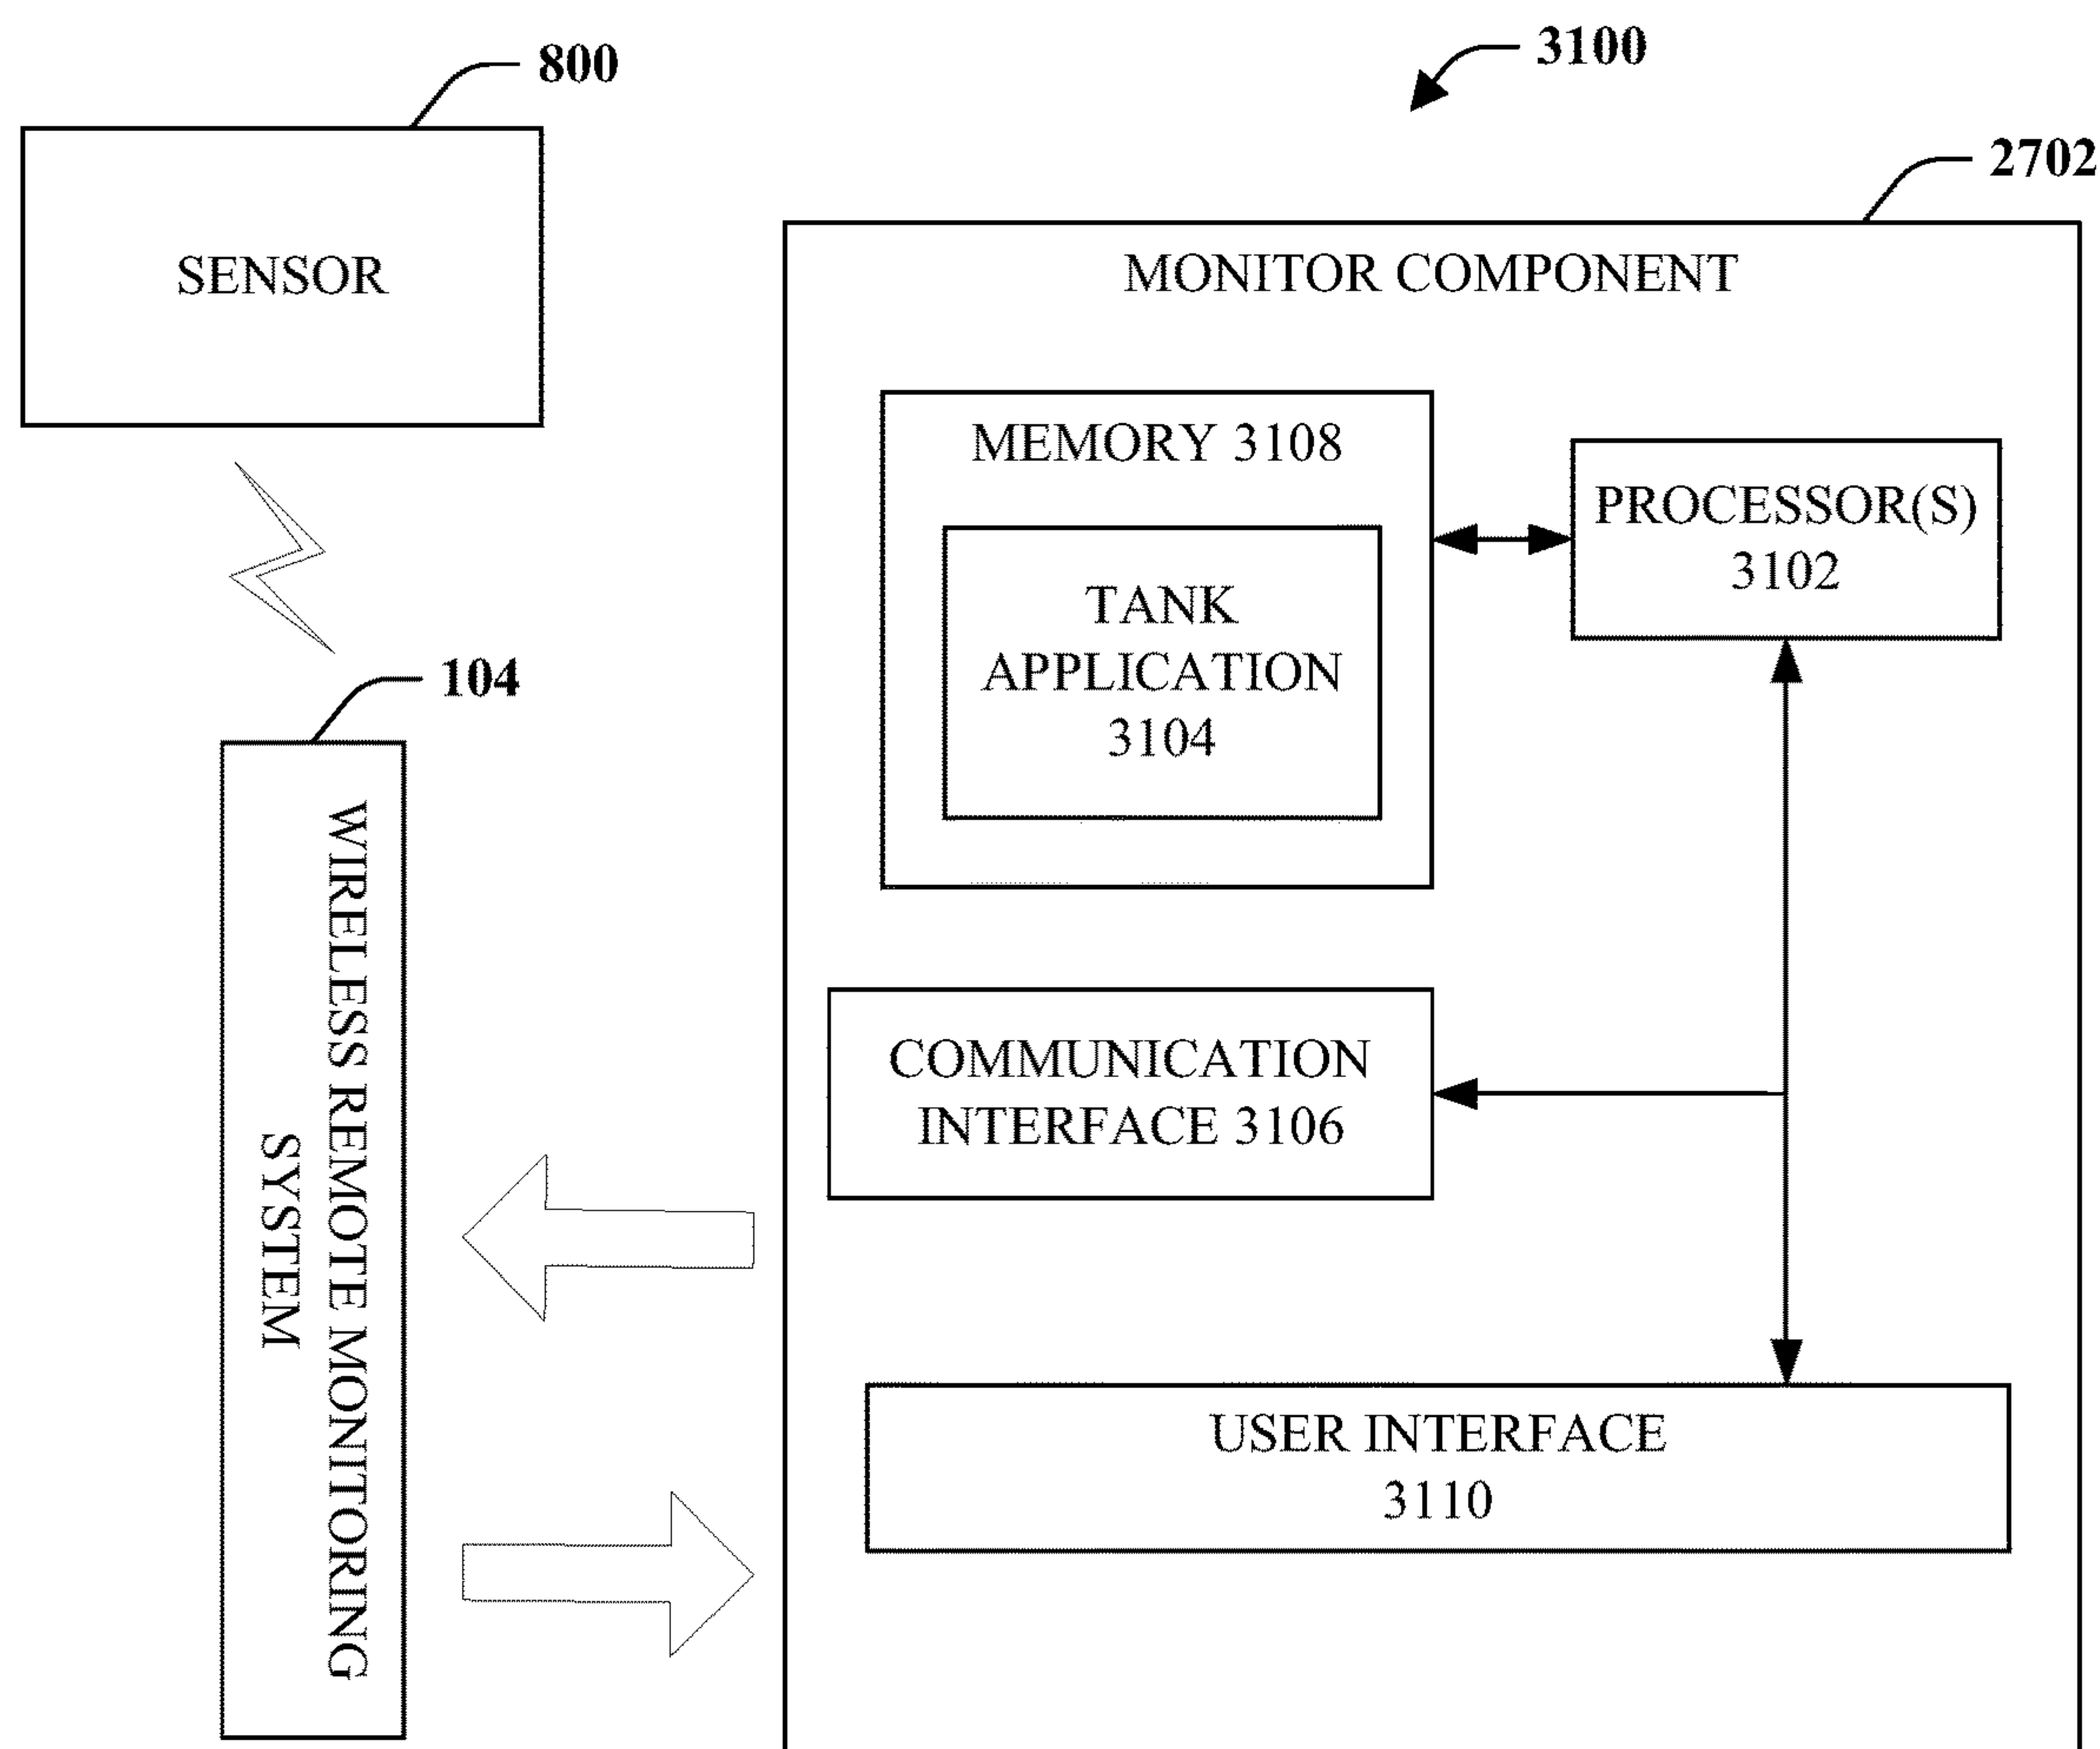 800
3100
2702
SENSOR
MONITOR COMPONENT
MEMORY 3108
PROCESSOR(S)
3102
TANK
APPLICATION
3104
104
WIRELESS REMOTE MONITORING
SYSTEM
COMMUNICATION
INTERFACE 3106
USER INTERFACE
3110